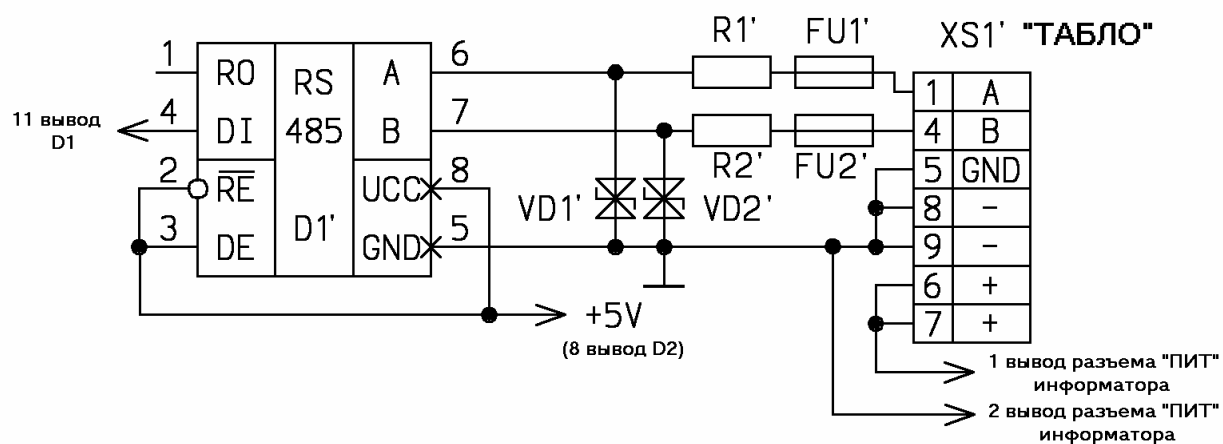 R1' FU1' XS1' "ТАБЛО"
1 RO RS 485 A 6
1 A
11 вывод D1
4 DI B 7
4 B
R2' FU2'
5 GND
2 RE UCC 8
VD1' VD2'
8 -
3 DE D1' GND 5
9 -
6 +
7 +
+5V
(8 вывод D2)
1 вывод разъема "ПИТ"
информатора
2 вывод разъема "ПИТ"
информатора